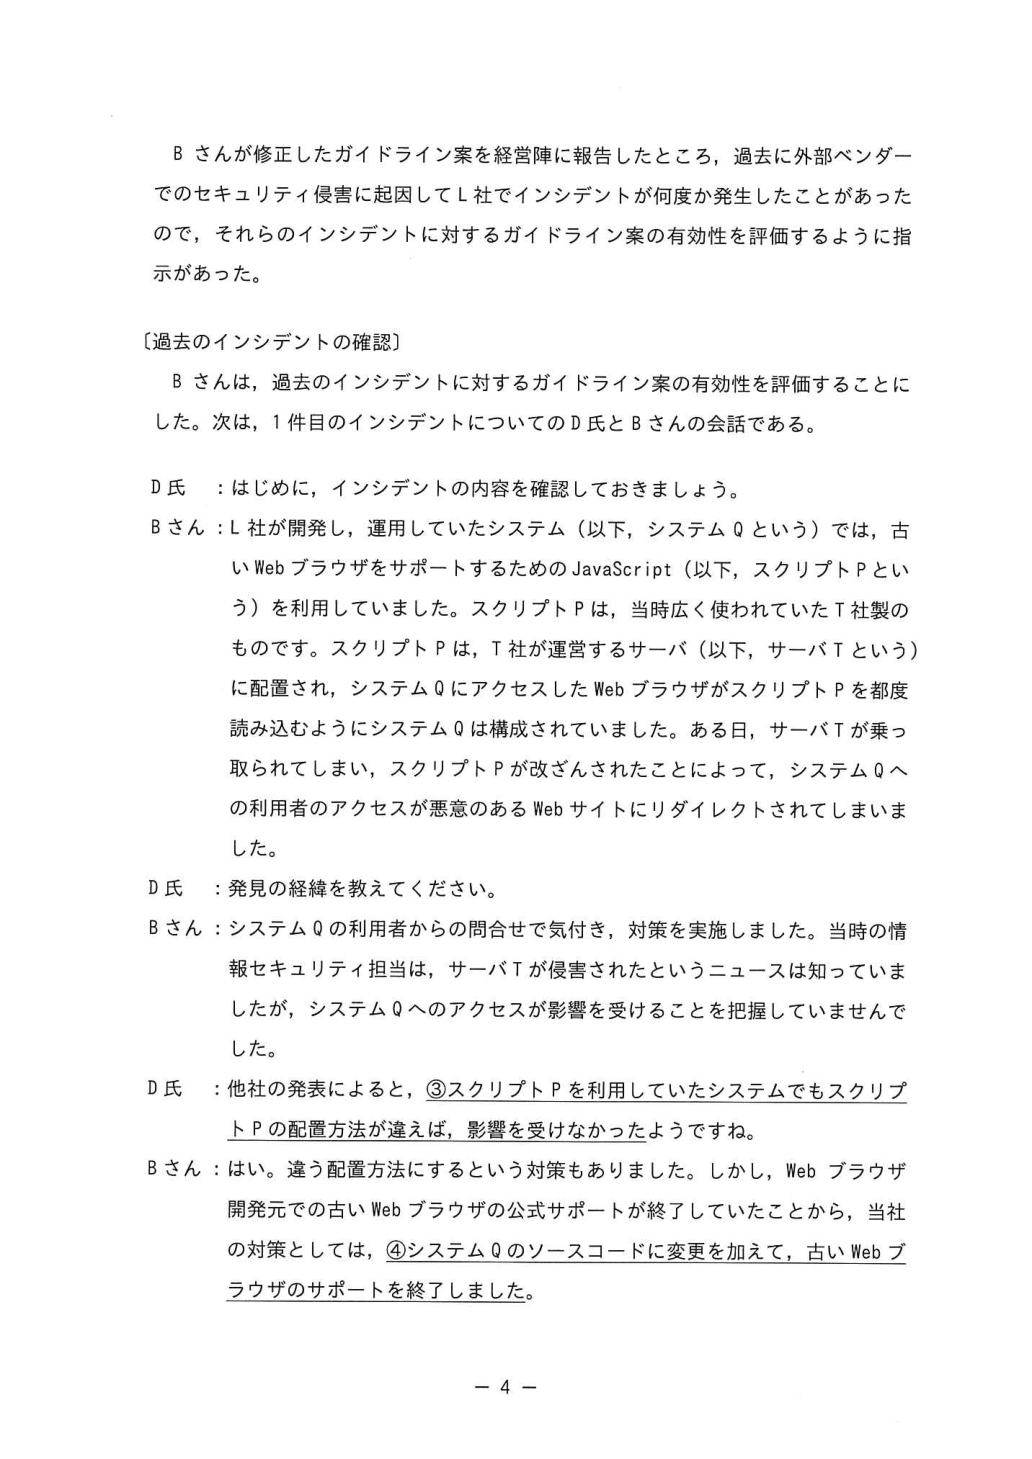 B さんが修正したガイドライン案を経営陣に報告したところ，過去に外部ベンダー
でのセキュリティ侵害に起因してＬ社でインシデントが何度か発生したことがあった
ので，それらのインシデントに対するガイドライン案の有効性を評価するように指
示があった。
〔過去のインシデントの確認〕
B さんは，過去のインシデントに対するガイドライン案の有効性を評価することに
した。次は，1 件目のインシデントについてのＤ氏とＢさんの会話である。
Ｄ氏　：はじめに，インシデントの内容を確認しておきましょう。
Ｂさん：Ｌ社が開発し，運用していたシステム（以下，システムＱという）では，古
い Web ブラウザをサポートするための JavaScript（以下，スクリプトＰとい
う）を利用していました。スクリプトＰは，当時広く使われていたＴ社製の
ものです。スクリプトＰは，Ｔ社が運営するサーバ（以下，サーバＴという）
に配置され，システムＱにアクセスした Web ブラウザがスクリプトＰを都度
読み込むようにシステムＱは構成されていました。ある日，サーバＴが乗っ
取られてしまい，スクリプトＰが改ざんされたことによって，システムＱへ
の利用者のアクセスが悪意のある Web サイトにリダイレクトされてしまいま
した。
Ｄ氏　：発見の経緯を教えてください。
Ｂさん：システムＱの利用者からの問合せで気付き，対策を実施しました。当時の情
報セキュリティ担当は，サーバＴが侵害されたというニュースは知っていま
したが，システムＱへのアクセスが影響を受けることを把握していませんで
した。
Ｄ氏　：他社の発表によると，③スクリプトＰを利用していたシステムでもスクリプ
トＰの配置方法が違えば，影響を受けなかったようですね。
Ｂさん：はい。違う配置方法にするという対策もありました。しかし，Web ブラウザ
開発元での古い Web ブラウザの公式サポートが終了していたことから，当社
の対策としては，④システムＱのソースコードに変更を加えて，古い Web ブ
ラウザのサポートを終了しました。
－ 4 －